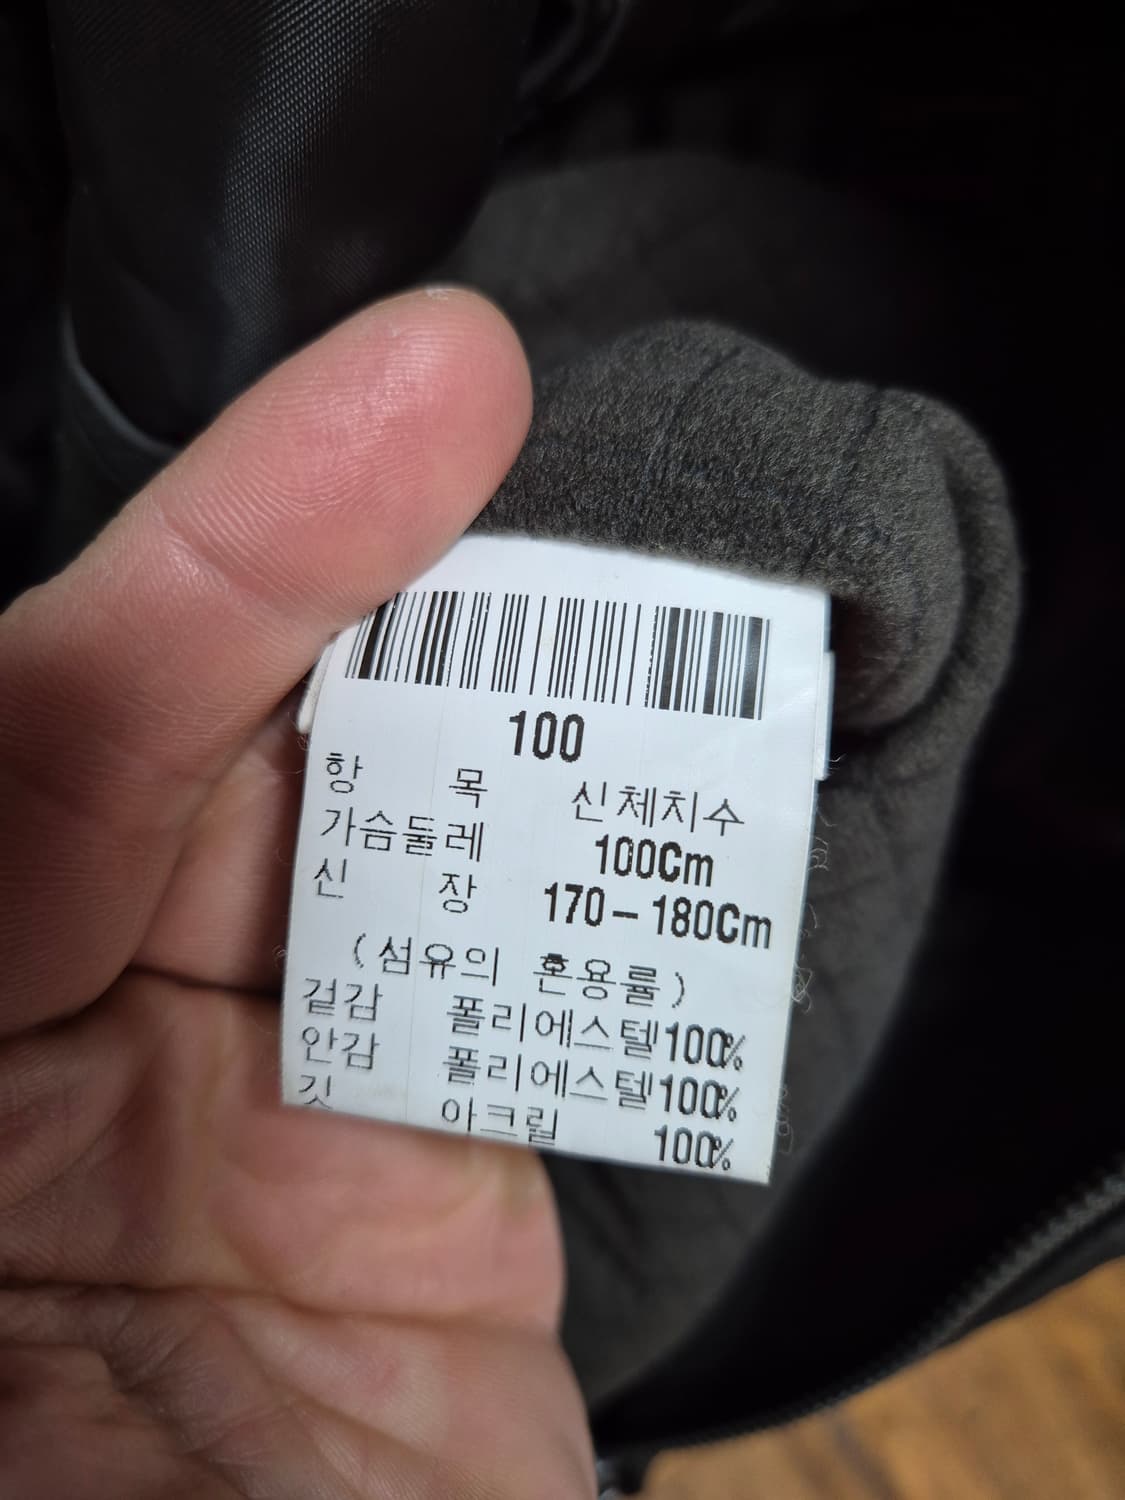 100
항 목 신체치수
가슴둘레 100Cm
신 장 170-180Cm
(섬유의 혼용률)
겉감 폴리에스텔100%
안감 폴리에스텔100%
깃 아크릴 100%